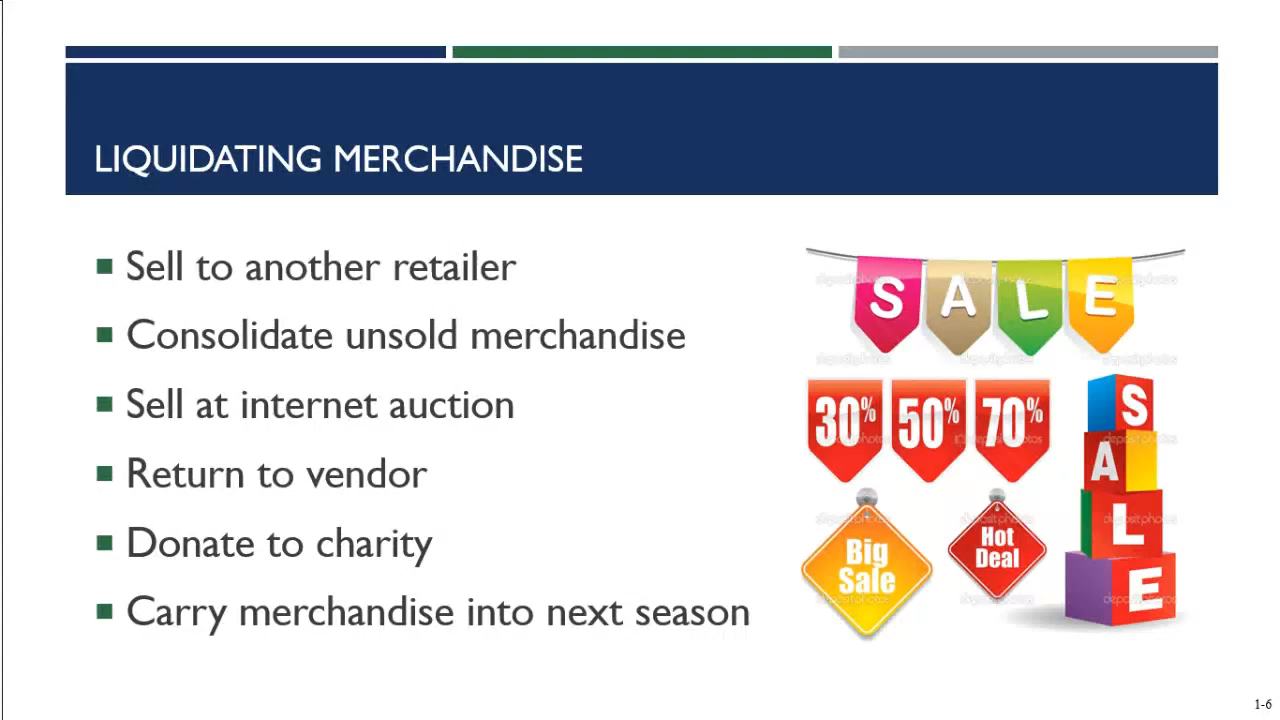 LIQUIDATING MERCHANDISE
Sell to another retailer
Consolidate unsold merchandise
Sell at internet auction
Return to vendor
Donate to charity
Carry merchandise into next season
SALE
30% 50% 70%
Big
Sale
Hot
Deal
S
A
L
E
depositphotos
1-6